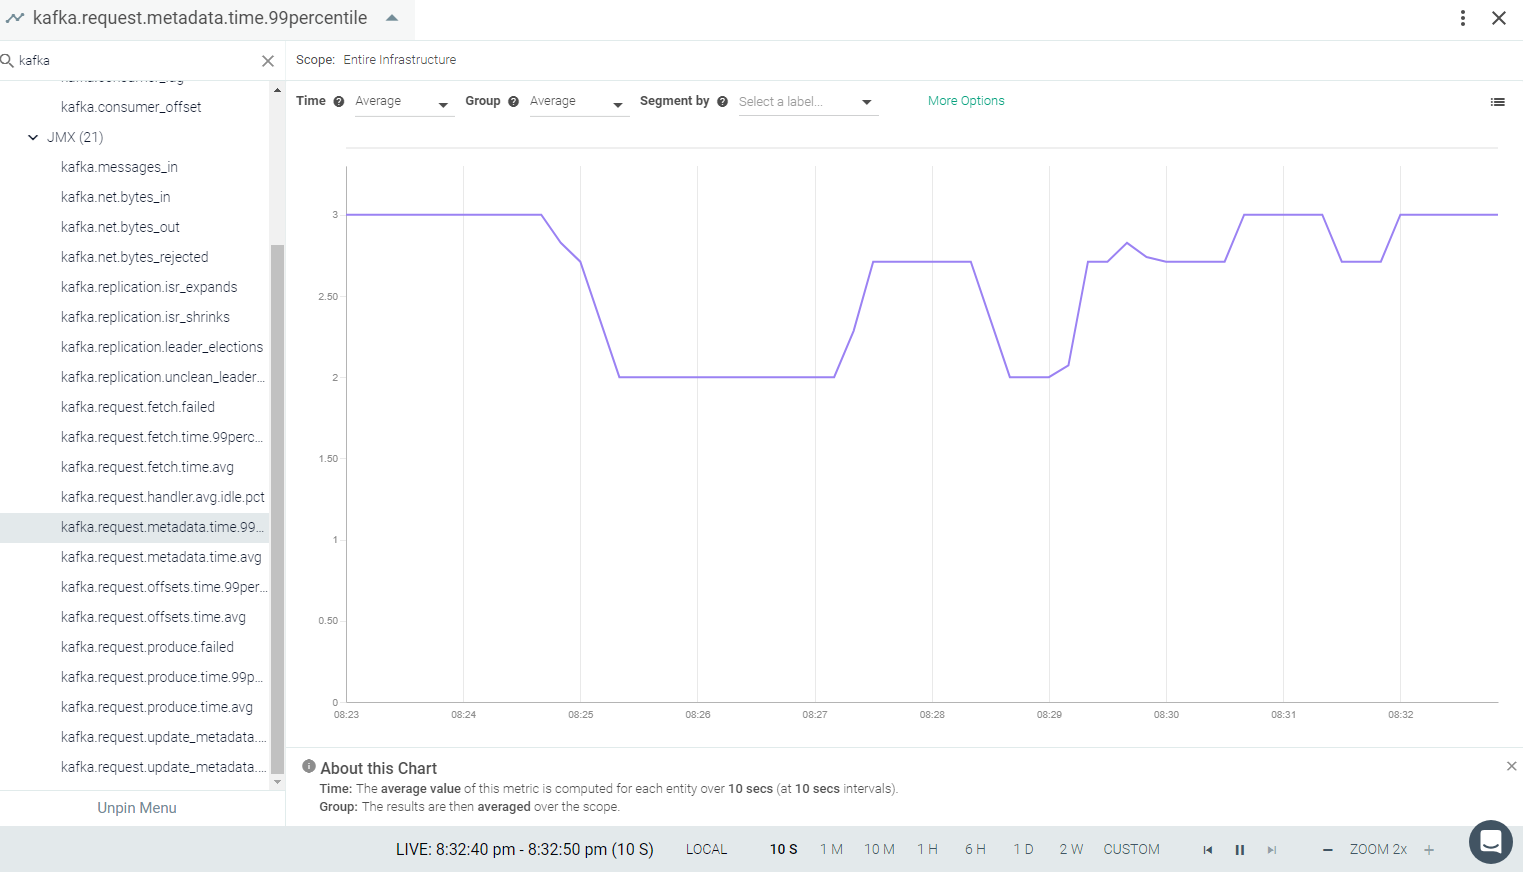 kafka.request.metadata.time.99percentile
kafka
kafka.consumer_lag
kafka.consumer_offset
JMX (21)
kafka.messages_in
kafka.net.bytes_in
kafka.net.bytes_out
kafka.net.bytes_rejected
kafka.replication.isr_expands
kafka.replication.isr_shrinks
kafka.replication.leader_elections
kafka.replication.unclean_leader...
kafka.request.fetch.failed
kafka.request.fetch.time.99perc...
kafka.request.fetch.time.avg
kafka.request.handler.avg.idle.pct
kafka.request.metadata.time.99...
kafka.request.metadata.time.avg
kafka.request.offsets.time.99per...
kafka.request.offsets.time.avg
kafka.request.produce.failed
kafka.request.produce.time.99p...
kafka.request.produce.time.avg
kafka.request.update_metadata....
kafka.request.update_metadata....
Unpin Menu
Scope: Entire Infrastructure
Time ? Average Group ? Average Segment by ? Select a label... More Options
3
2.50
2
1.50
1
0.50
0
08:23 08:24 08:25 08:26 08:27 08:28 08:29 08:30 08:31 08:32
About this Chart
Time: The average value of this metric is computed for each entity over 10 secs (at 10 secs intervals).
Group: The results are then averaged over the scope.
LIVE: 8:32:40 pm - 8:32:50 pm (10 S) LOCAL 10 S 1 M 10 M 1 H 6 H 1 D 2 W CUSTOM ZOOM 2x